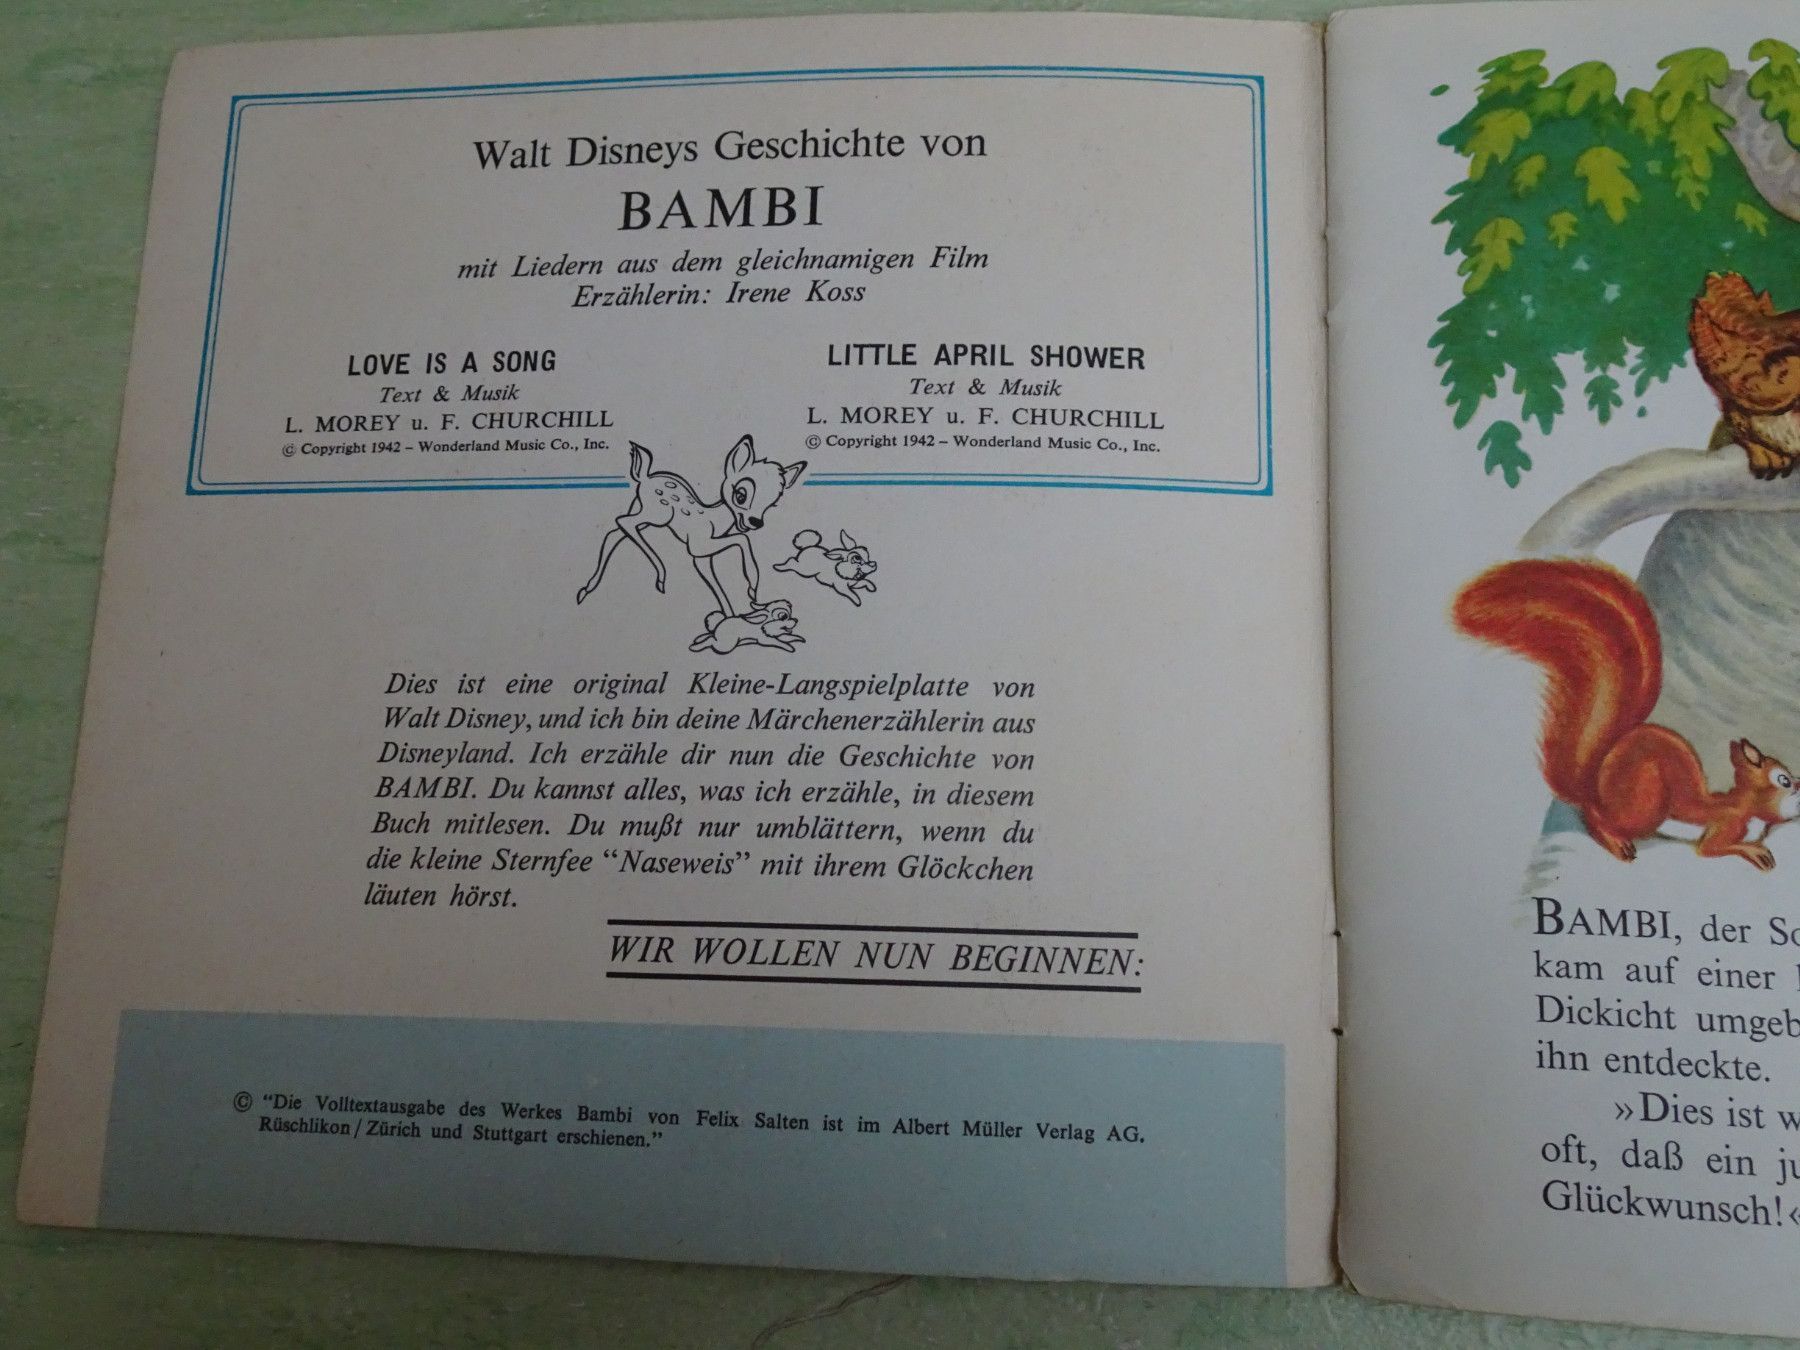 Walt Disneys Geschichte von
BAMBI
mit Liedern aus dem gleichnamigen Film
Erzählerin: Irene Koss
LOVE IS A SONG
Text & Musik
L. MOREY u. F. CHURCHILL
© Copyright 1942 – Wonderland Music Co., Inc.
LITTLE APRIL SHOWER
Text & Musik
L. MOREY u. F. CHURCHILL
© Copyright 1942 – Wonderland Music Co., Inc.
Dies ist eine original Kleine-Langspielplatte von
Walt Disney, und ich bin deine Märchenerzählerin aus
Disneyland. Ich erzähle dir nun die Geschichte von
BAMBI. Du kannst alles, was ich erzähle, in diesem
Buch mitlesen. Du mußt nur umblättern, wenn du
die kleine Sternfee “Naseweis” mit ihrem Glöckchen
läuten hörst.
WIR WOLLEN NUN BEGINNEN:
© “Die Volltextausgabe des Werkes Bambi von Felix Salten ist im Albert Müller Verlag AG.
Rüschlikon/Zürich und Stuttgart erschienen.”
BAMBI, der
kam auf einer
Dickicht
ihn entdeckte.
»Dies ist
oft, daß ein
Glückwunsch!«